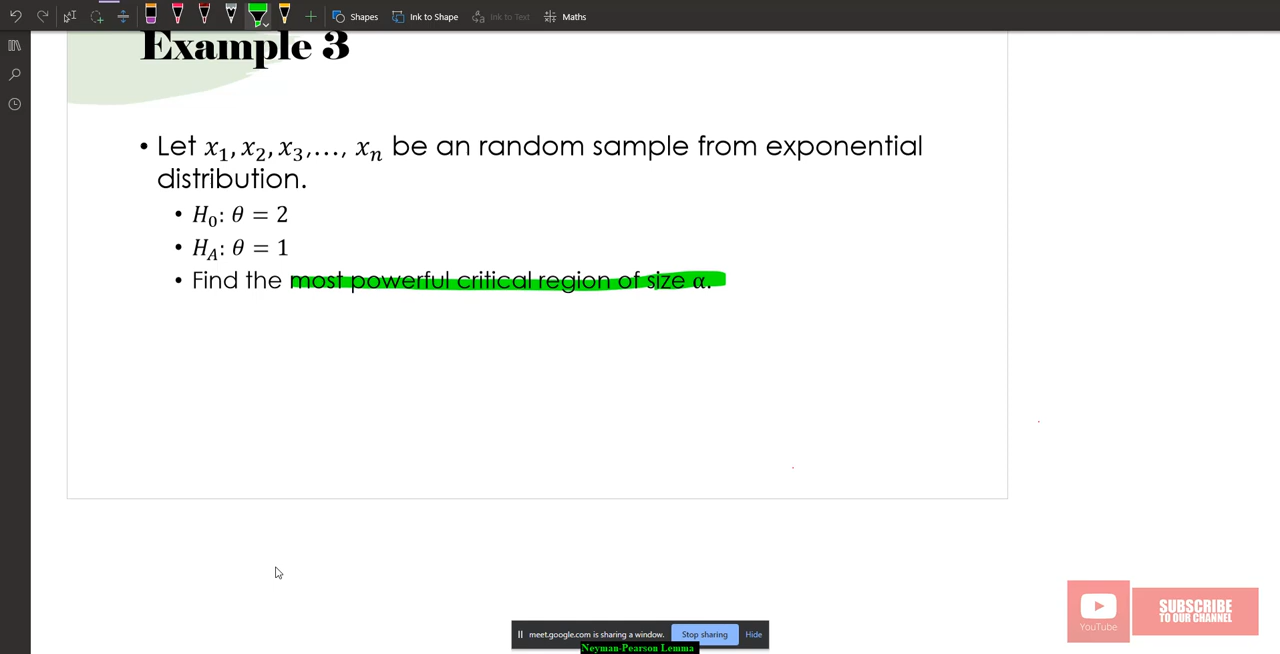 Shapes Ink to Shape Ink to Text Maths
Example 3
• Let x₁, x₂, x₃,…, xₙ be an random sample from exponential
distribution.
• H₀: θ = 2
• H_A: θ = 1
• Find the most powerful critical region of size α.
YouTube
SUBSCRIBE
TO OUR CHANNEL
meet.google.com is sharing a window. Stop sharing Hide
Neyman-Pearson Lemma